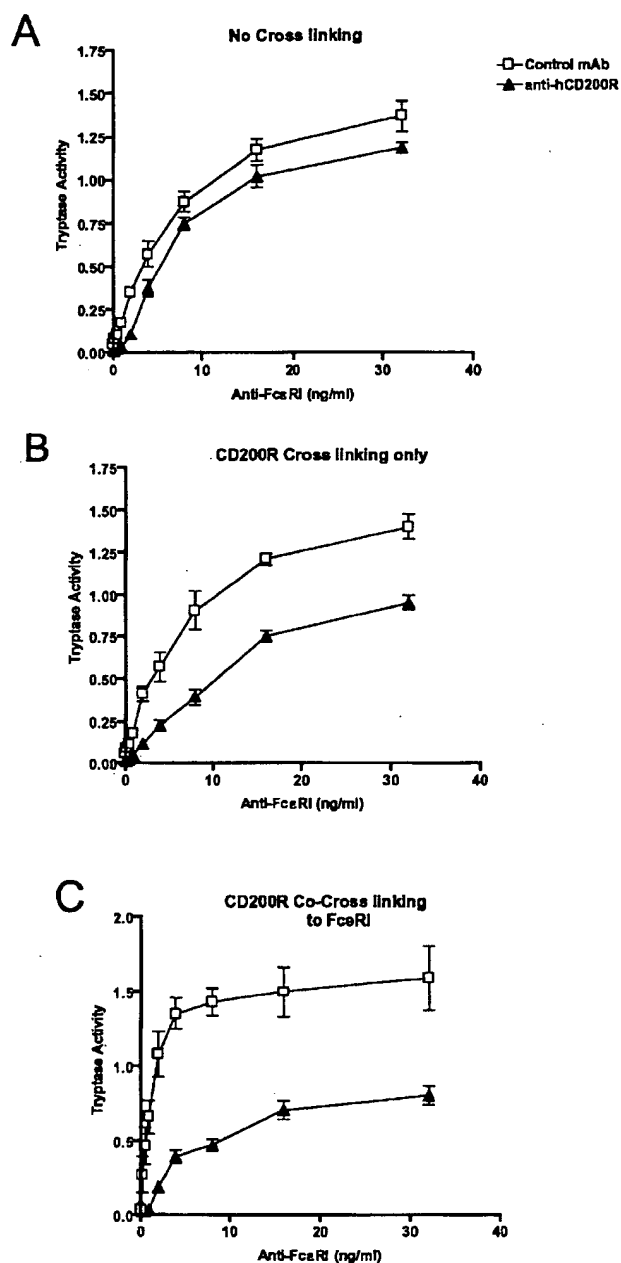 A
No Cross linking
Control mAb
anti-hCD200R
1.75
1.50
1.25
1.00
0.75
0.50
0.25
0.00
Tryptase Activity
0 10 20 30 40
Anti-FcεRI (ng/ml)
B
CD200R Cross linking only
1.75
1.50
1.25
1.00
0.75
0.50
0.25
0.00
Tryptase Activity
0 10 20 30 40
Anti-FcεRI (ng/ml)
C
CD200R Co-Cross linking
to FcεRI
2.0
1.5
1.0
0.5
0.0
Tryptase Activity
0 10 20 30 40
Anti-FcεRI (ng/ml)